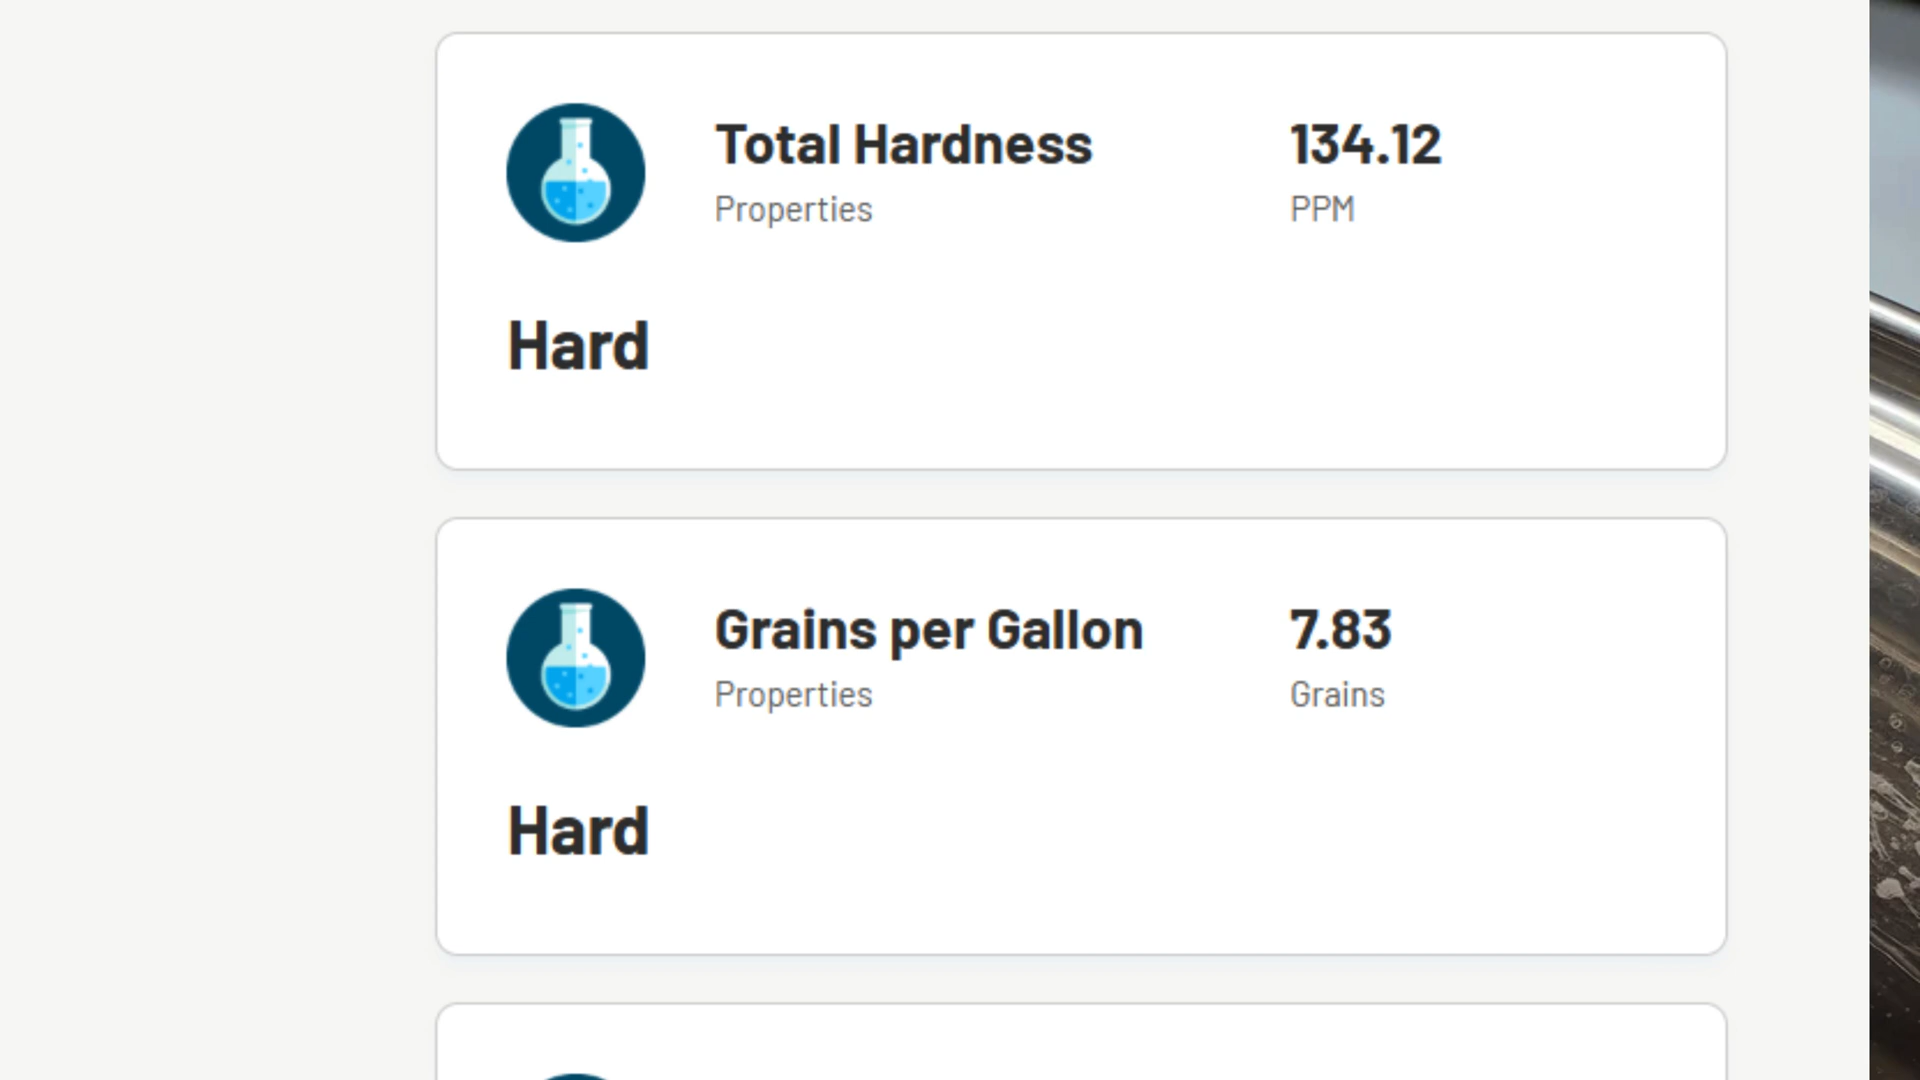 Total Hardness
134.12
Properties
PPM
Hard
Grains per Gallon
7.83
Properties
Grains
Hard